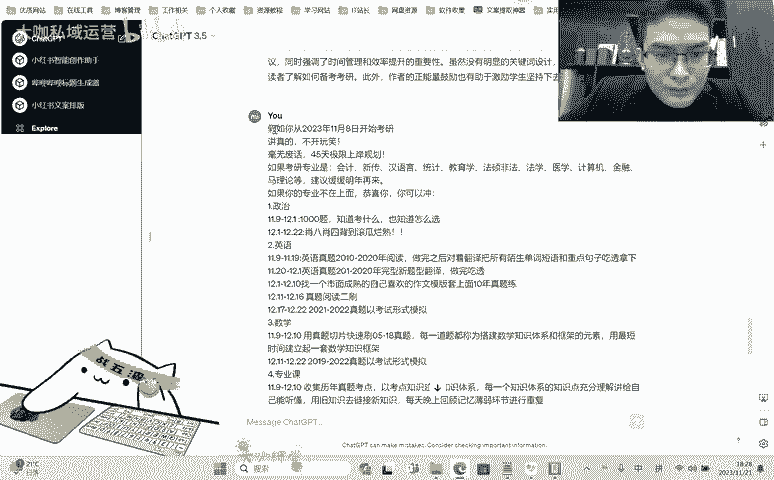 优惠网站 在线工具 博客管理 工作相关 个人收藏 资源教程 学习网站 IT站长 网盘资源 软件收集 文案提取神器
大咖私域运营
ChatGPT
小红书智能创作助手
小红书文案排版
Explore
ChatGPT 3.5
议，同时强调了时间管理和效率提升的重要性。虽然没有明显的关键词设计，
读者了解如何备考考研。此外，作者的正能量鼓励也有助于激励学生坚持下去
You
假如你从2023年11月8日开始考研
讲真的，不开玩笑！
毫无废话，45天极限上岸规划！
如果考研专业是：会计、新传、汉语言、统计、教育学、法硕非法、法学、医学、计算机、金融、
马理论等，建议缓缓明年再来。
如果你的专业不在上面，恭喜你，你可以冲：
1.政治
11.9-12.1 :1000题，知道考什么，也知道怎么选
12.1-12.22:肖八肖四背到滚瓜烂熟！！
2.英语
11.9-11.19:英语真题2010-2020年阅读，做完之后对着翻译把所有陌生单词短语和重点句子吃透拿下
11.20-12.1英语真题201-2020年完型新题型翻译，做完吃透
12.1-12.10找一个市面成熟的自己喜欢的作文模版套上面10年真题练
12.11-12.16 真题阅读二刷
12.17-12.22 2021-2022真题以考试形式模拟
3.数学
11.9-12.10 用真题切片快速刷05-18真题，每一道题都称为搭建数学知识体系和框架的元素，用最短
时间建立起一套数学知识框架
12.11-12.22 2019-2022真题以考试形式模拟
4.专业课
11.9-12.10 收集历年真题考点，以考点知识 知识体系，每一个知识体系的知识点充分理解讲给自
己能听懂，用旧知识去链接新知识，每天晚上回顾记忆薄弱环节进行重复
Message ChatGPT...
ChatGPT can make mistakes. Consider checking important information.
21°C
搜索
中 拼
18:28
2023/11/21